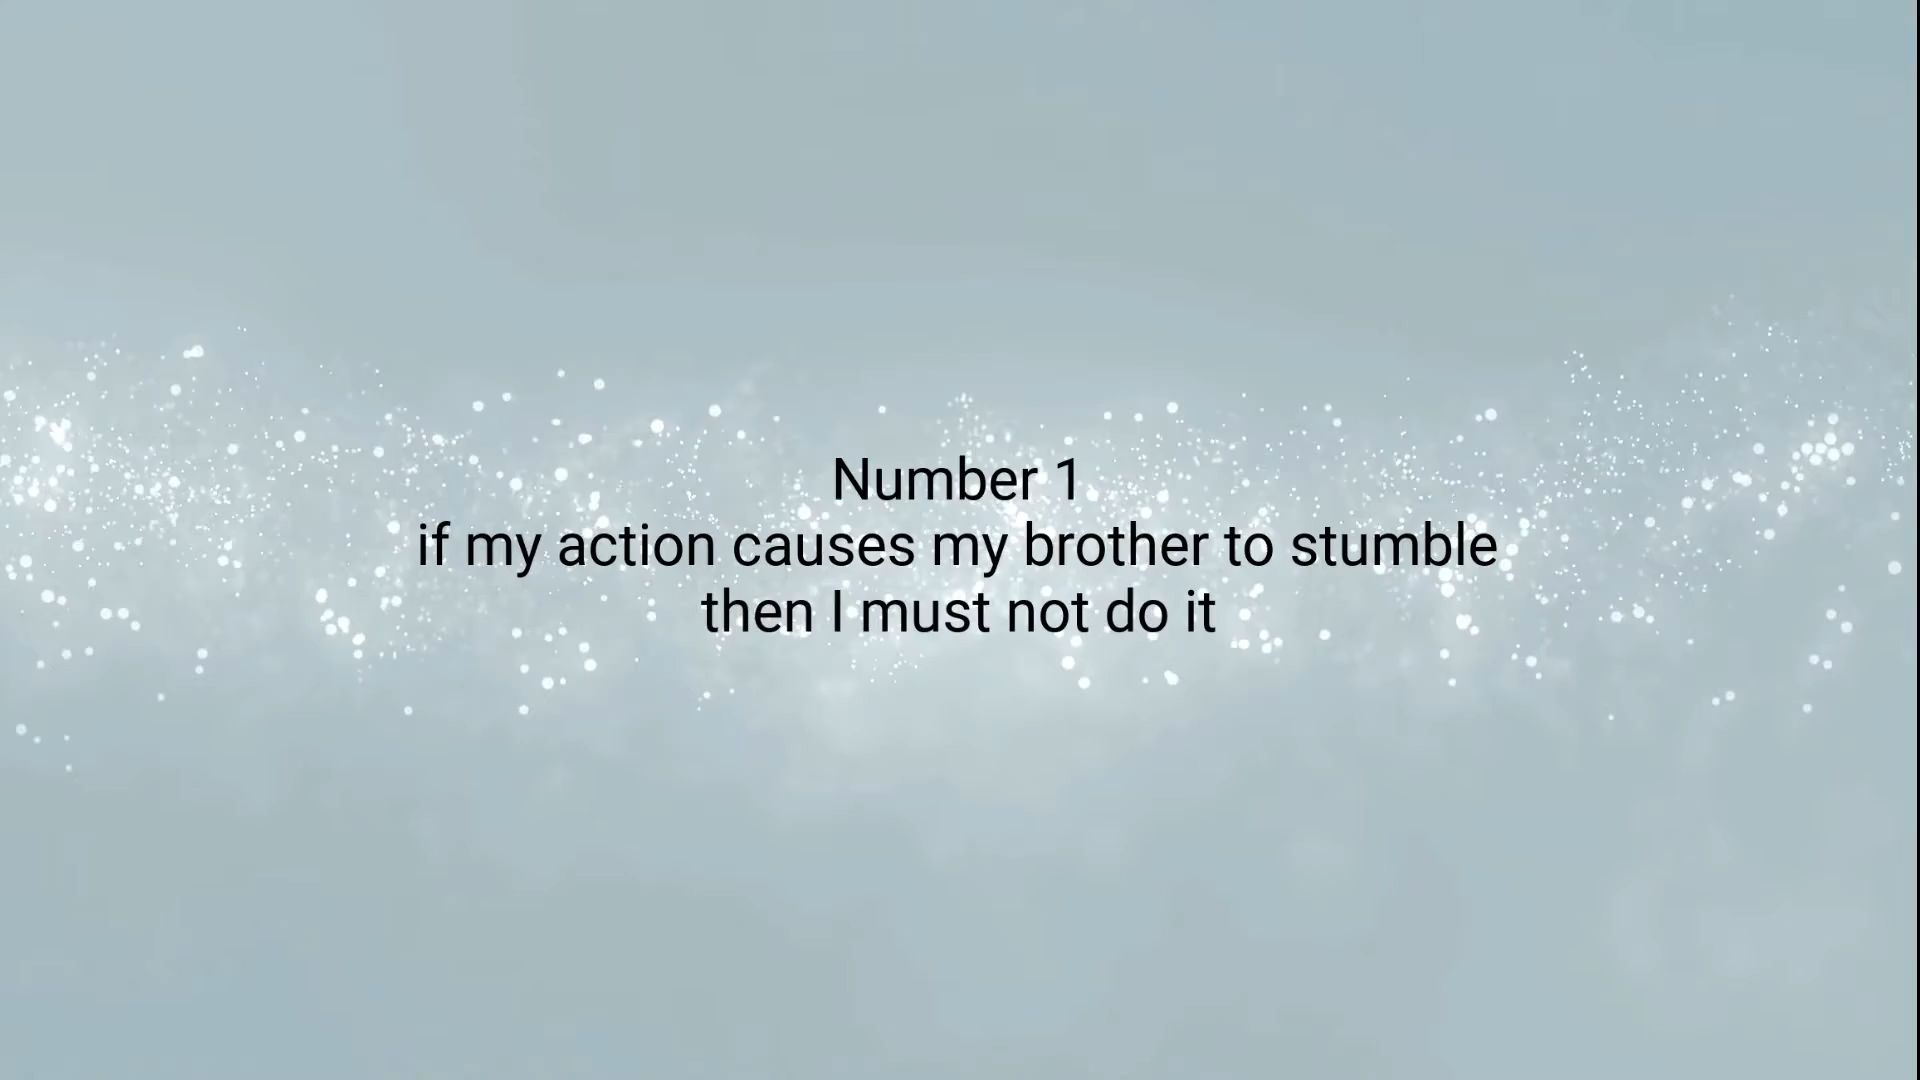 Number 1
if my action causes my brother to stumble
then I must not do it